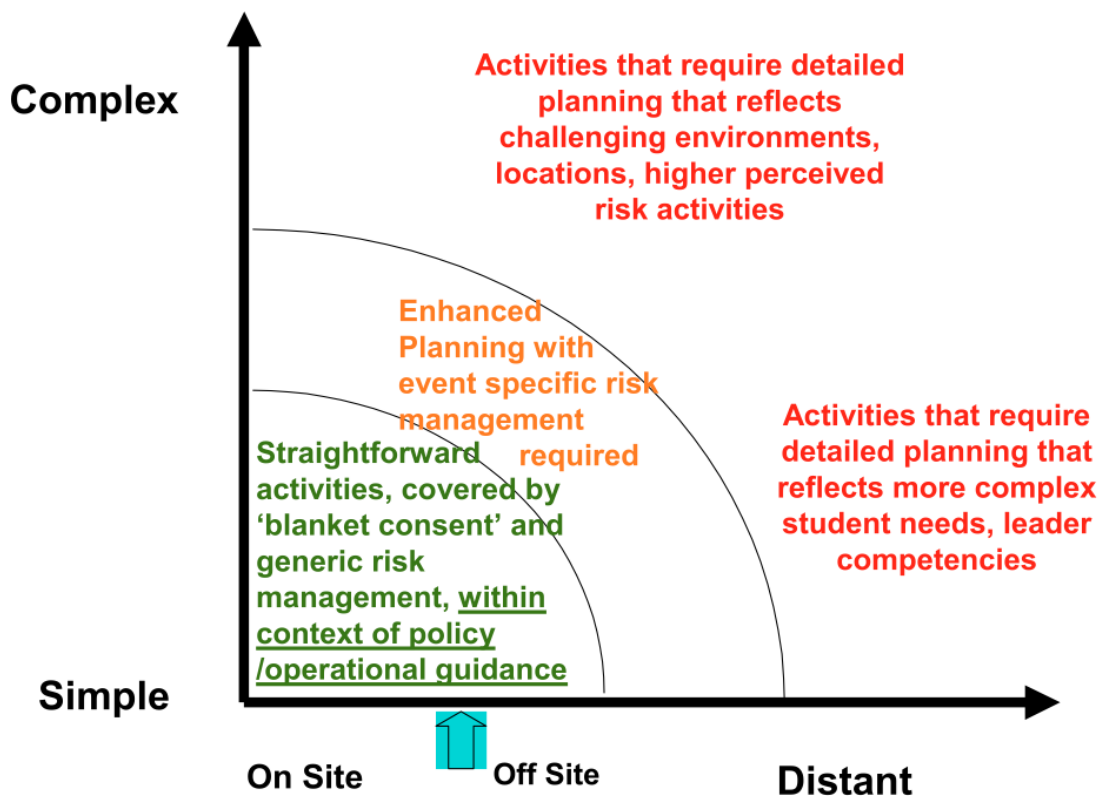 Complex
Activities that require detailed
planning that reflects
challenging environments,
locations, higher perceived
risk activities
Enhanced
Planning with
event specific risk
management
required
Activities that require
detailed planning that
reflects more complex
student needs, leader
competencies
Straightforward
activities, covered by
‘blanket consent’ and
generic risk
management, within
context of policy
/operational guidance
Simple
On Site
Off Site
Distant